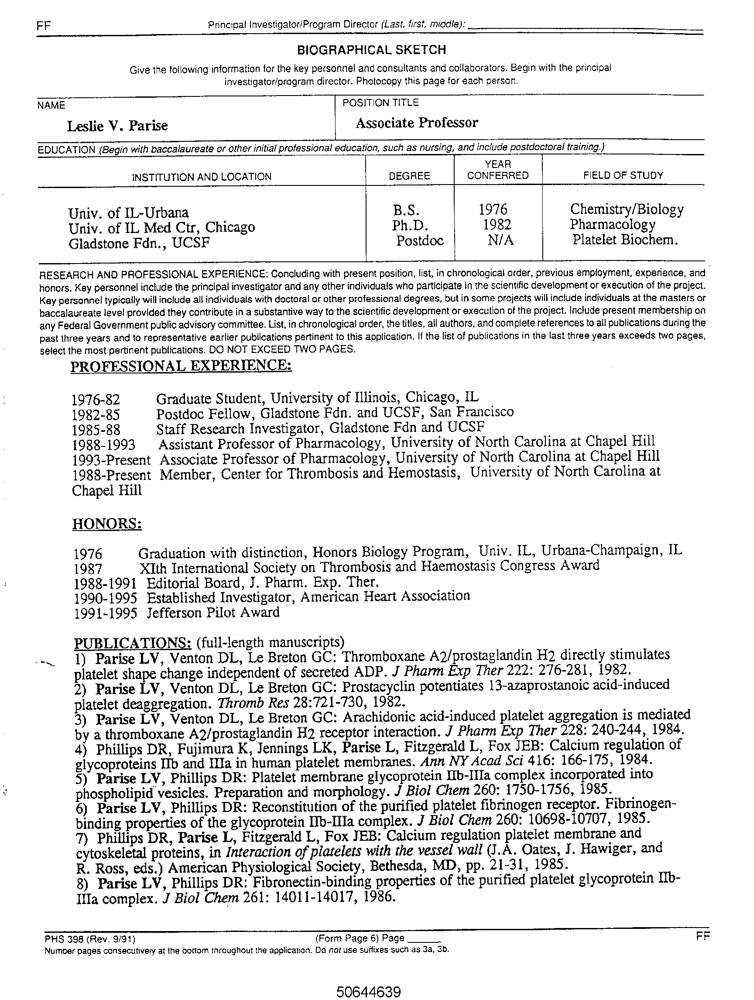 FF
Principal Investigator/Program Director (Last, first, middle):
BIOGRAPHICAL SKETCH
Give the following information for the key personnel and consultants and collaborators. Begin with the principal
investigator/program director. Photocopy this page for each person.
NAME
POSITION TITLE
Leslie V. Parise
Associate Professor
EDUCATION (Begin with baccalaureate or other initial professional education, such as nursing, and include postdoctoral training.)
INSTITUTION AND LOCATION DEGREE YEAR CONFERRED FIELD OF STUDY
Univ. of IL-Urbana B.S. 1976 Chemistry/Biology
Univ. of IL Med Ctr, Chicago Ph.D. 1982 Pharmacology
Gladstone Fdn., UCSF Postdoc N/A Platelet Biochem.
RESEARCH AND PROFESSIONAL EXPERIENCE: Concluding with present position, list, in chronological order, previous employment, experience, and
honors. Key personnel include the principal investigator and any other individuals who participate in the scientific development or execution of the project.
Key personnel typically will include all individuals with doctoral or other professional degrees, but in some projects will include individuals at the masters or
baccalaureate level provided they contribute in a substantive way to the scientific development or execution of the project. Include present membership on
any Federal Government public advisory committee. List, in chronological order, the titles, all authors, and complete references to all publications during the
past three years and to representative earlier publications pertinent to this application. If the list of publications in the last three years exceeds two pages,
select the most pertinent publications. DO NOT EXCEED TWO PAGES.
PROFESSIONAL EXPERIENCE:
1976-82 Graduate Student, University of Illinois, Chicago, IL
1982-85 Postdoc Fellow, Gladstone Fdn. and UCSF, San Francisco
1985-88 Staff Research Investigator, Gladstone Fdn and UCSF
1988-1993 Assistant Professor of Pharmacology, University of North Carolina at Chapel Hill
1993-Present Associate Professor of Pharmacology, University of North Carolina at Chapel Hill
1988-Present Member, Center for Thrombosis and Hemostasis, University of North Carolina at
Chapel Hill
HONORS:
1976 Graduation with distinction, Honors Biology Program, Univ. IL, Urbana-Champaign, IL
1987 XIth International Society on Thrombosis and Haemostasis Congress Award
1988-1991 Editorial Board, J. Pharm. Exp. Ther.
1990-1995 Established Investigator, American Heart Association
1991-1995 Jefferson Pilot Award
PUBLICATIONS: (full-length manuscripts)
1) Parise LV, Venton DL, Le Breton GC: Thromboxane A2/prostaglandin H2 directly stimulates
platelet shape change independent of secreted ADP. J Pharm Exp Ther 222: 276-281, 1982.
2) Parise LV, Venton DL, Le Breton GC: Prostacyclin potentiates 13-azaprostanoic acid-induced
platelet deaggregation. Thromb Res 28:721-730, 1982.
3) Parise LV, Venton DL, Le Breton GC: Arachidonic acid-induced platelet aggregation is mediated
by a thromboxane A2/prostaglandin H2 receptor interaction. J Pharm Exp Ther 228: 240-244, 1984.
4) Phillips DR, Fujimura K, Jennings LK, Parise L, Fitzgerald L, Fox JEB: Calcium regulation of
glycoproteins IIb and IIIa in human platelet membranes. Ann NY Acad Sci 416: 166-175, 1984.
5) Parise LV, Phillips DR: Platelet membrane glycoprotein IIb-IIIa complex incorporated into
phospholipid vesicles. Preparation and morphology. J Biol Chem 260: 1750-1756, 1985.
6) Parise LV, Phillips DR: Reconstitution of the purified platelet fibrinogen receptor. Fibrinogen-
binding properties of the glycoprotein IIb-IIIa complex. J Biol Chem 260: 10698-10707, 1985.
7) Phillips DR, Parise L, Fitzgerald L, Fox JEB: Calcium regulation platelet membrane and
cytoskeletal proteins, in Interaction of platelets with the vessel wall (J.A. Oates, J. Hawiger, and
R. Ross, eds.) American Physiological Society, Bethesda, MD, pp. 21-31, 1985.
8) Parise LV, Phillips DR: Fibronectin-binding properties of the purified platelet glycoprotein IIb-
IIIa complex. J Biol Chem 261: 14011-14017, 1986.
PHS 398 (Rev. 9/91) (Form Page 6) Page FF
Number pages consecutively at the bottom throughout the application. Do not use suffixes such as 3a, 3b.
50644639